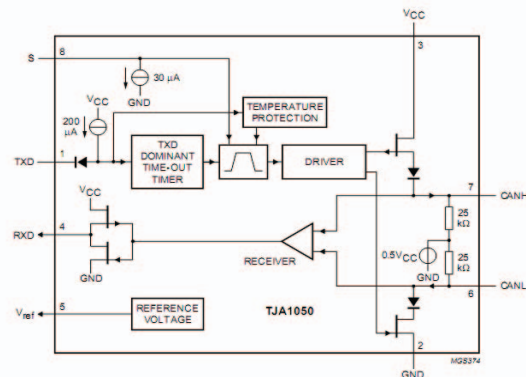 VCC
3
8
S
30 µA
GND
VCC
200
µA
TEMPERATURE
PROTECTION
TXD
1
TXD
DOMINANT
TIME-OUT
TIMER
DRIVER
7
CANH
VCC
4
RXD
GND
RECEIVER
25
kΩ
0.5VCC
GND
25
kΩ
6
CANL
5
Vref
REFERENCE
VOLTAGE
TJA1050
2
MGS374
GND